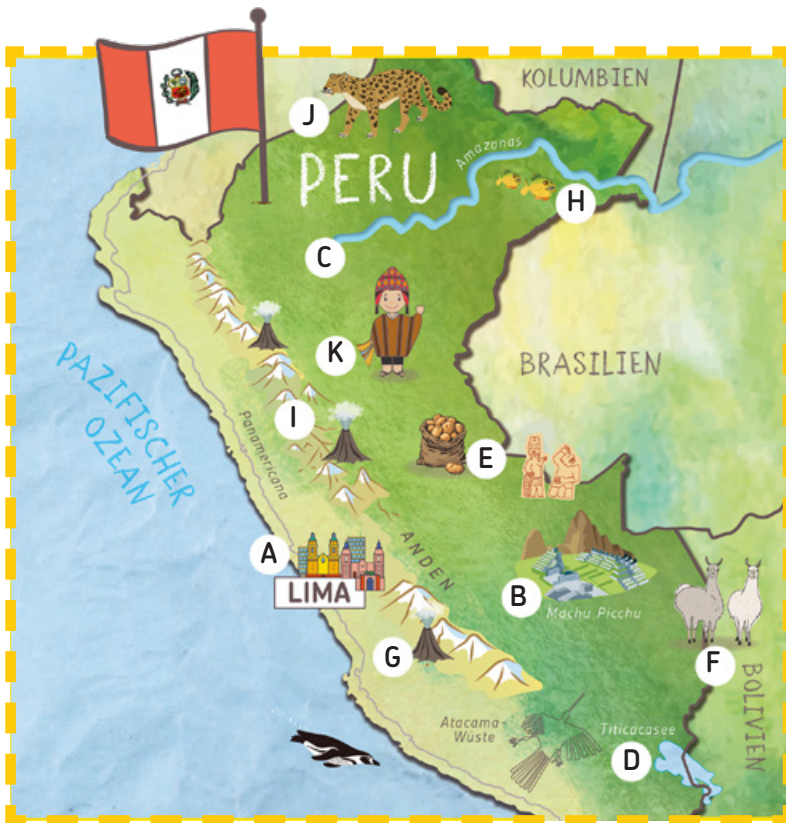 KOLUMBIEN
J
PERU
Amazonas
H
C
K
BRASILIEN
PAZIFISCHER
OZEAN
I
Panamericana
E
A
ANDEN
LIMA
B
Machu Picchu
G
F
BOLIVIEN
Atacama-
Wüste
Titicacasee
D